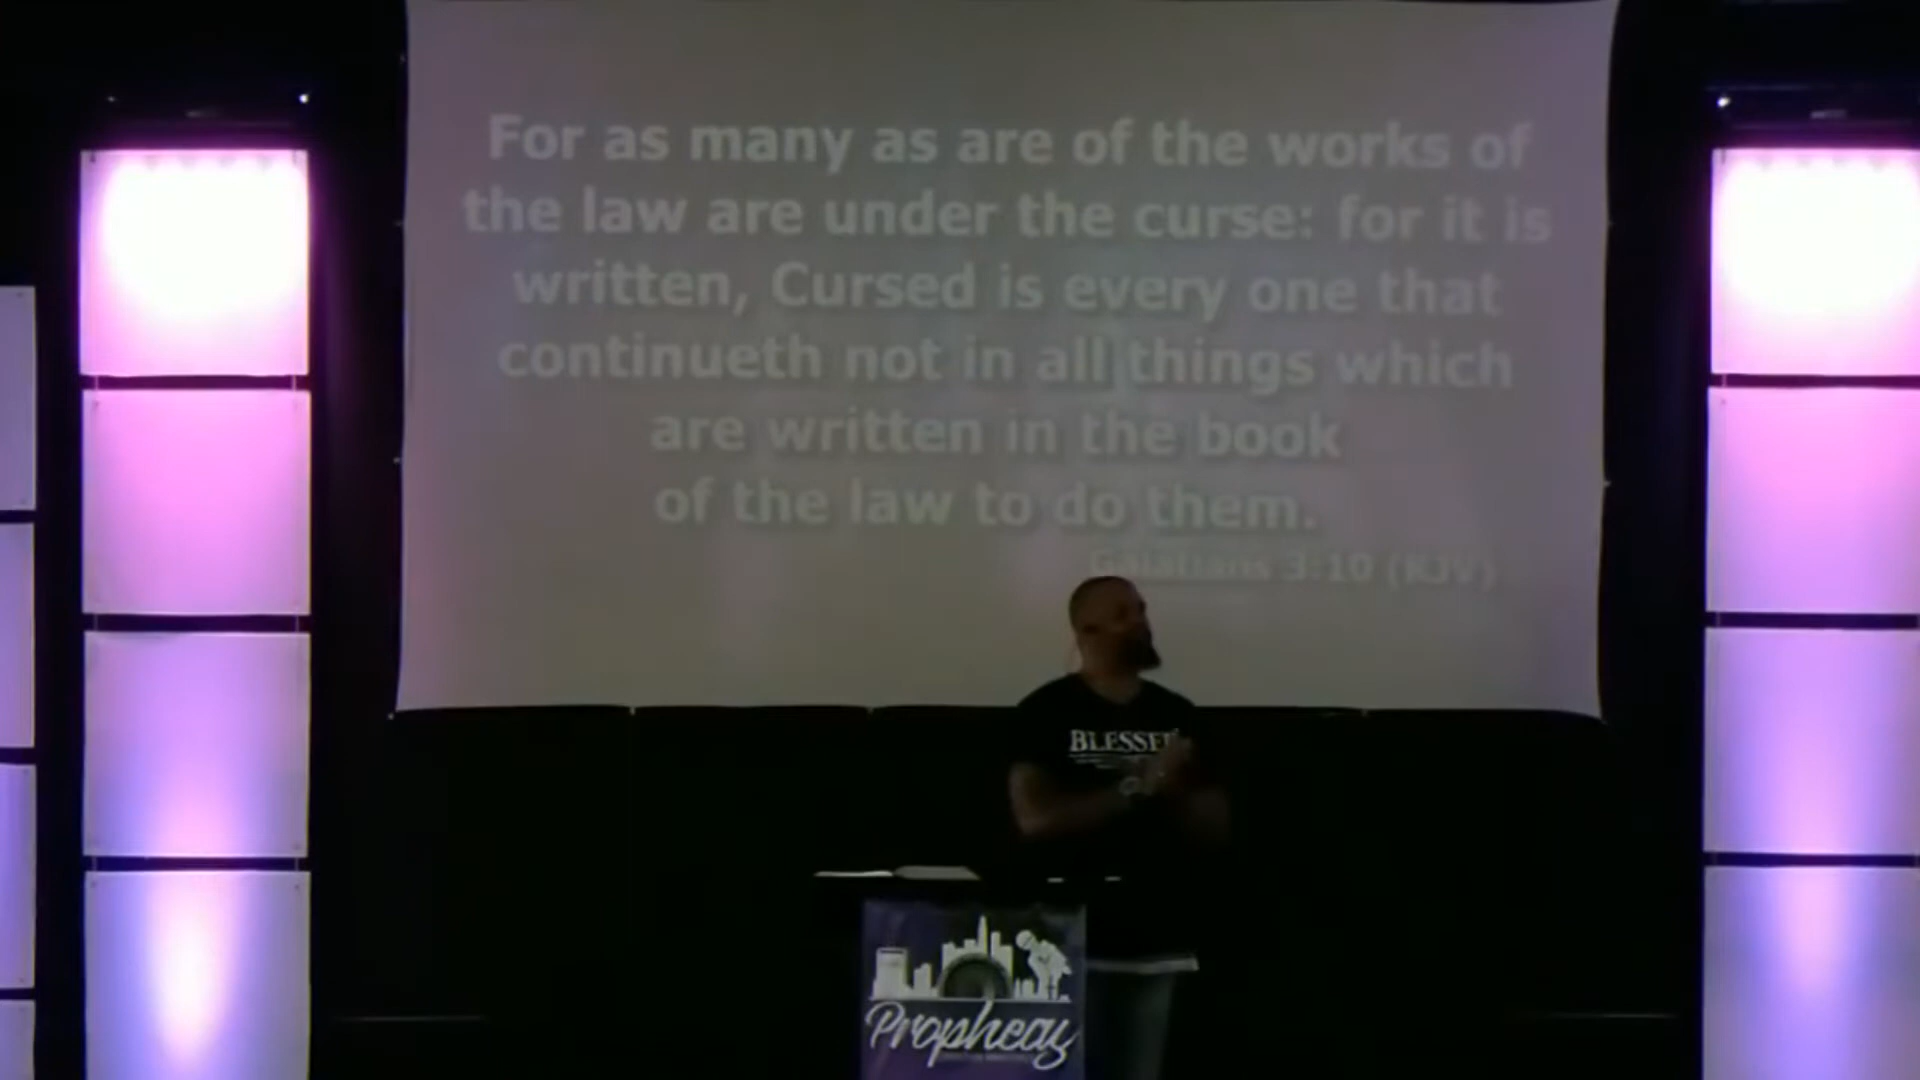 For as many as are of the works of
the law are under the curse: for it is
written, Cursed is every one that
continueth not in all things which
are written in the book
of the law to do them.
Galatians 3:10 (KJV)
BLESSED
Propheaz